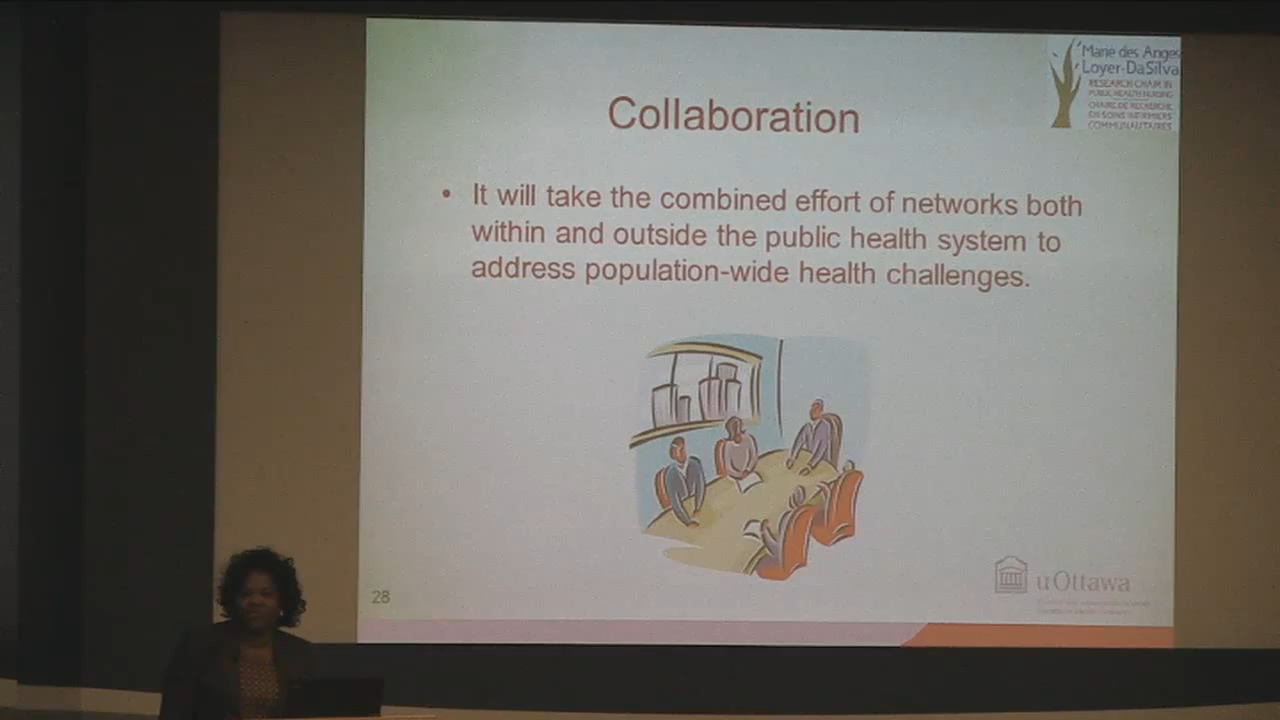 Marie des Anges
Loyer-DaSilva
RESEARCH CHAIR IN
PUBLIC HEALTH NURSING
CHAIRE DE RECHERCHE
EN SOINS INFIRMIERS
COMMUNAUTAIRES
Collaboration
• It will take the combined effort of networks both
within and outside the public health system to
address population-wide health challenges.
28
uOttawa